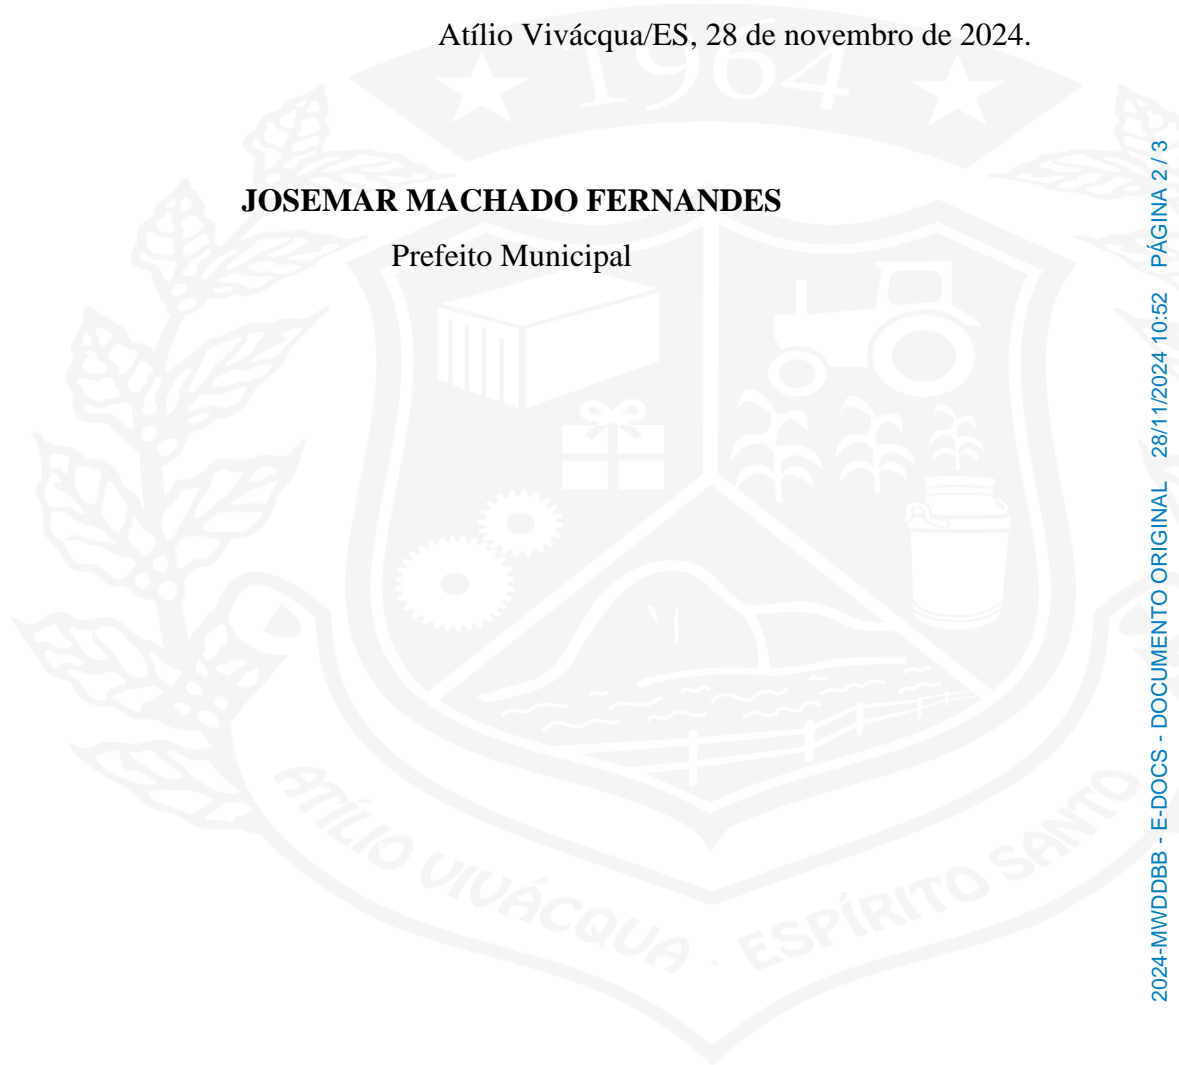 Atílio Vivácqua/ES, 28 de novembro de 2024.
1964
JOSEMAR MACHADO FERNANDES
Prefeito Municipal
ATÍLIO VIVÁCQUA · ESPÍRITO SANTO
2024-MWDDBB - E-DOCS - DOCUMENTO ORIGINAL 28/11/2024 10:52 PÁGINA 2 / 3